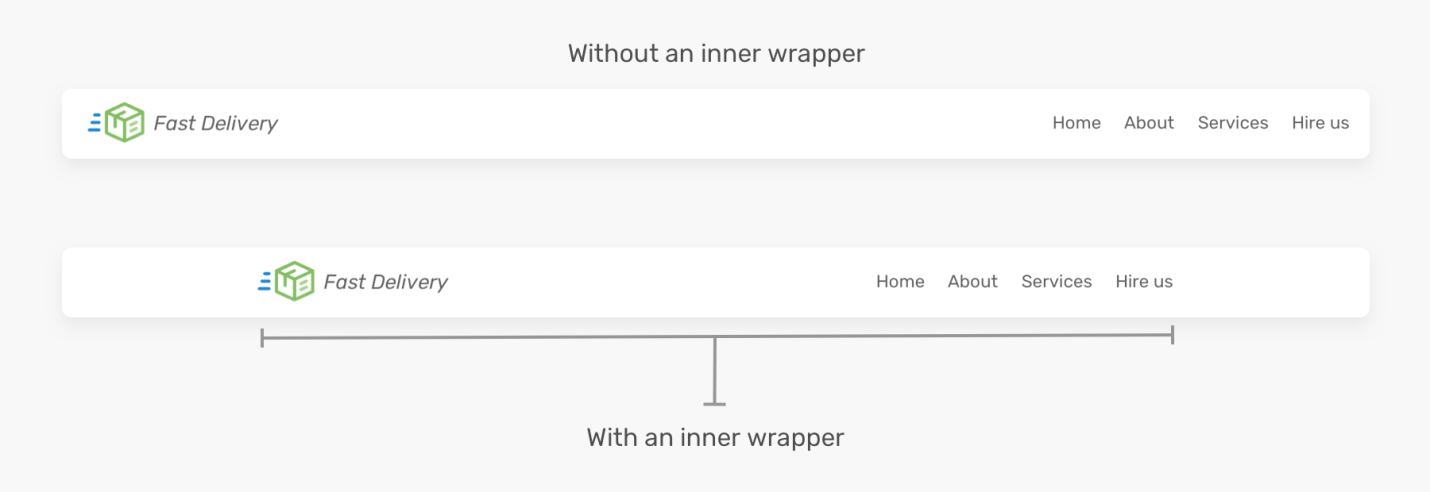 Without an inner wrapper
Fast Delivery Home About Services Hire us
Fast Delivery Home About Services Hire us
With an inner wrapper